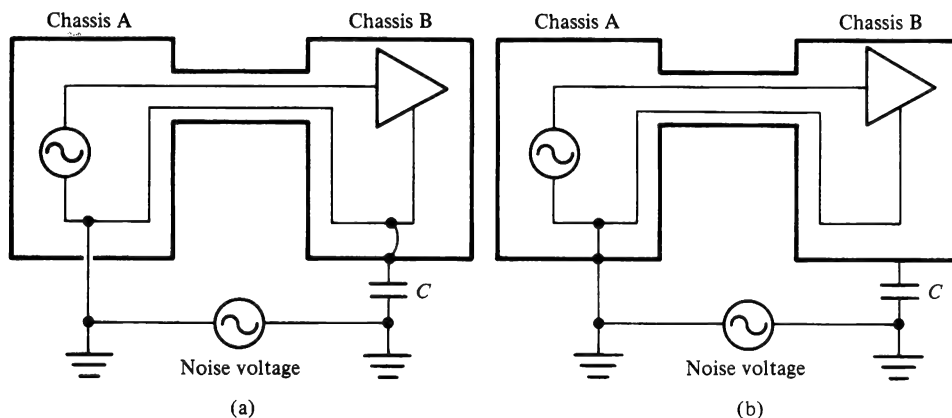 Chassis A
Chassis B
C
Noise voltage
(a)
Chassis A
Chassis B
C
Noise voltage
(b)